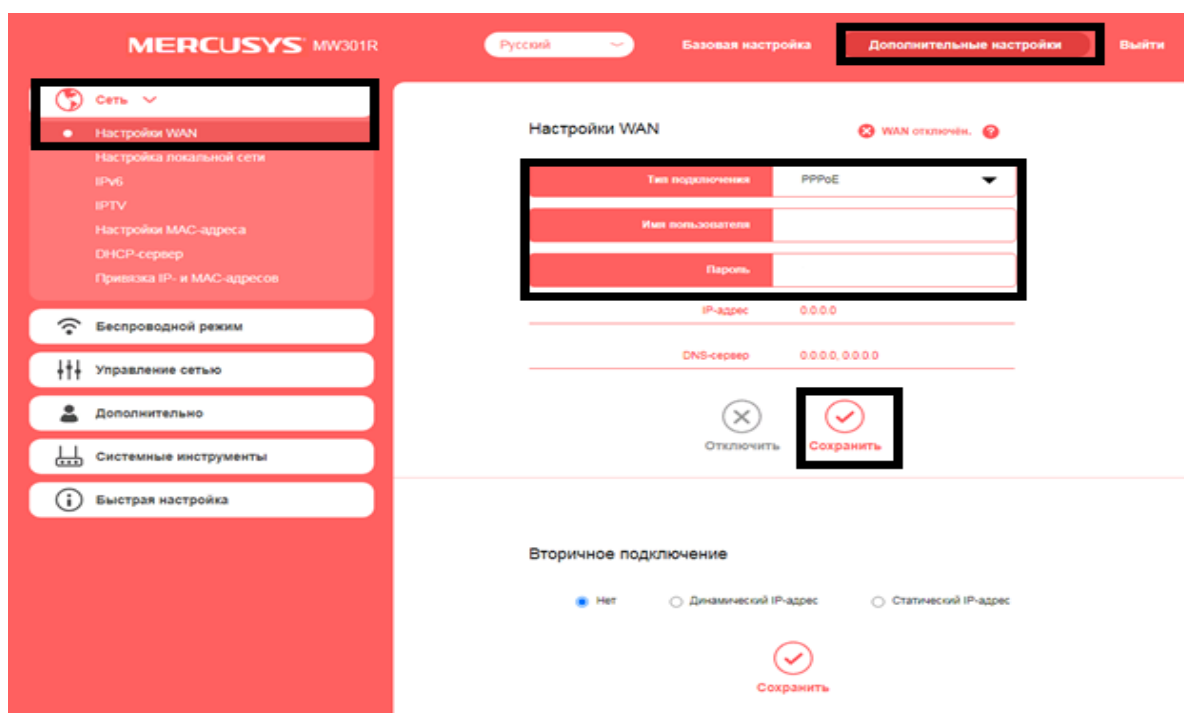 MERCUSYS MW301R
Русский
Базовая настройка
Дополнительные настройки
Выйти
Сеть
Настройки WAN
Настройка локальной сети
IPv6
IPTV
Настройки MAC-адреса
DHCP-сервер
Привязка IP- и MAC-адресов
Беспроводной режим
Управление сетью
Дополнительно
Системные инструменты
Быстрая настройка
Настройки WAN
WAN отключён.
Тип подключения PPPoE
Имя пользователя
Пароль
IP-адрес 0.0.0.0
DNS-сервер 0.0.0.0, 0.0.0.0
Отключить
Сохранить
Вторичное подключение
Нет
Динамический IP-адрес
Статический IP-адрес
Сохранить